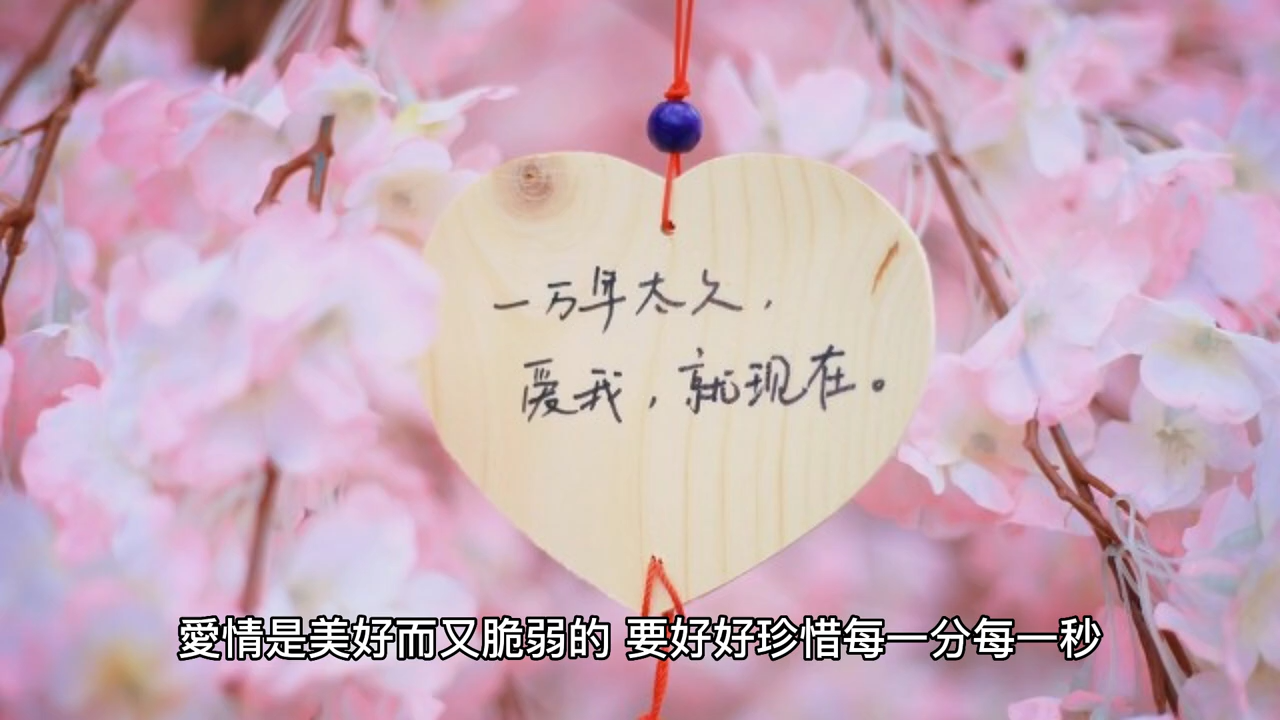 一万年太久，
爱我，就现在。
愛情是美好而又脆弱的 要好好珍惜每一分每一秒